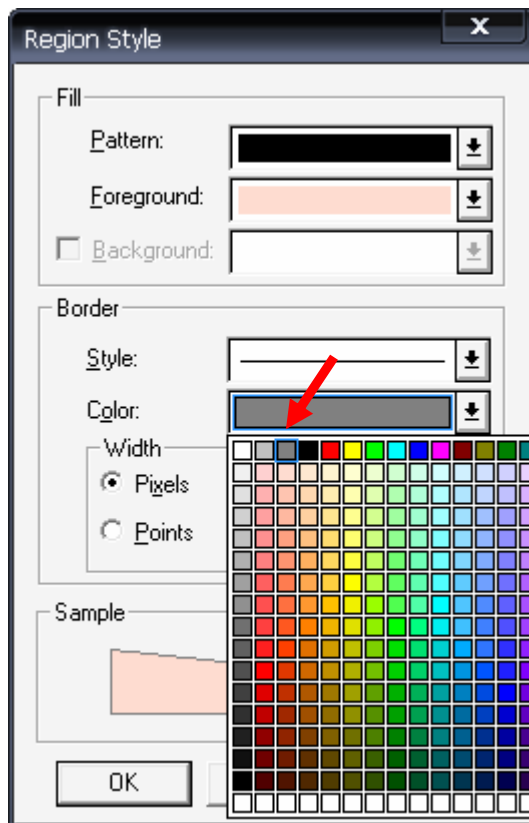 Region Style
Fill
Pattern:
Foreground:
Background:
Border
Style:
Color:
Width
Pixels
Points
Sample
OK